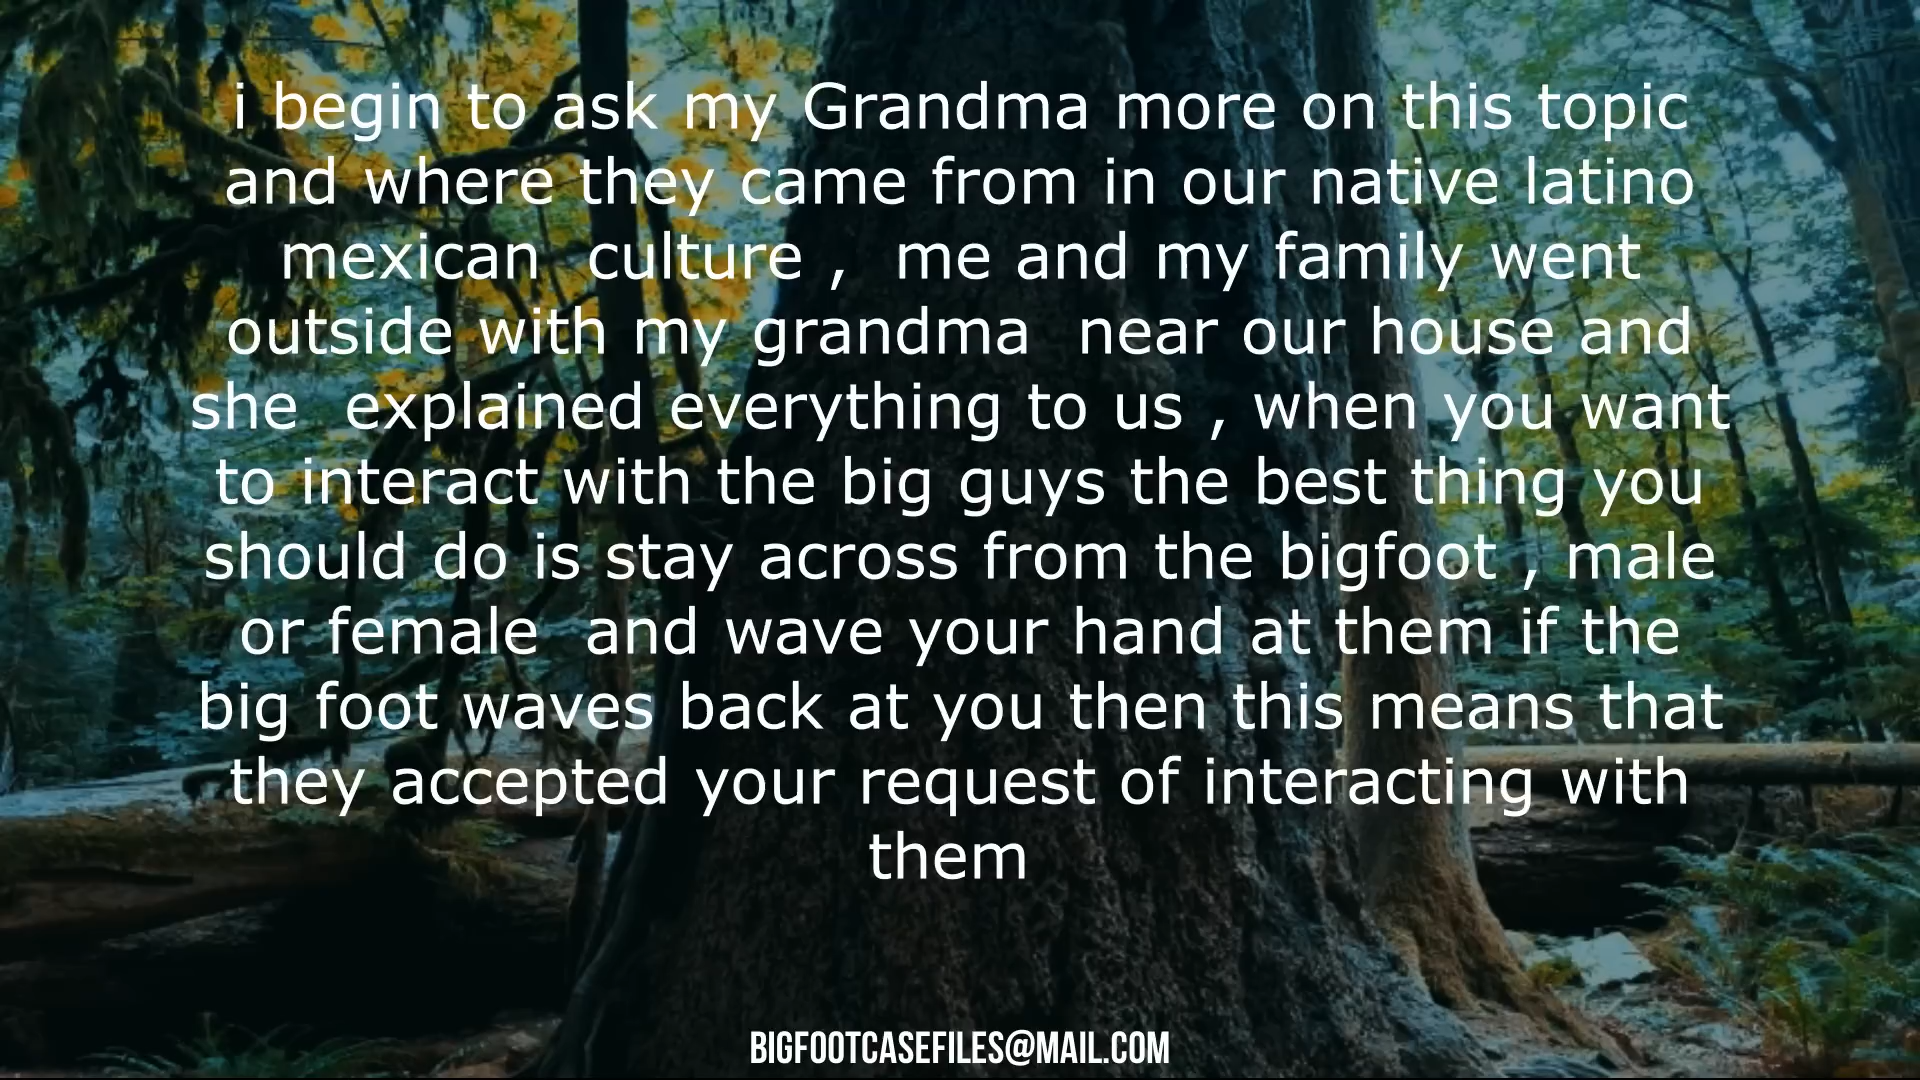 i begin to ask my Grandma more on this topic
and where they came from in our native latino
mexican  culture ,  me and my family went
outside with my grandma  near our house and
she  explained everything to us , when you want
to interact with the big guys the best thing you
should do is stay across from the bigfoot , male
or female  and wave your hand at them if the
big foot waves back at you then this means that
they accepted your request of interacting with
them
BIGFOOTCASEFILES@MAIL.COM